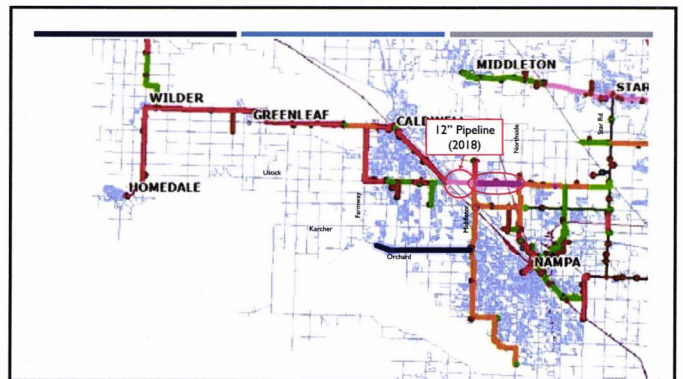 MIDDLETON
STAR
Star Rd
WILDER
GREENLEAF
CALDWELL
12" Pipeline
(2018)
Northside
HOMEDALE
Ustick
Farmway
Middleton
Karcher
Orchard
NAMPA